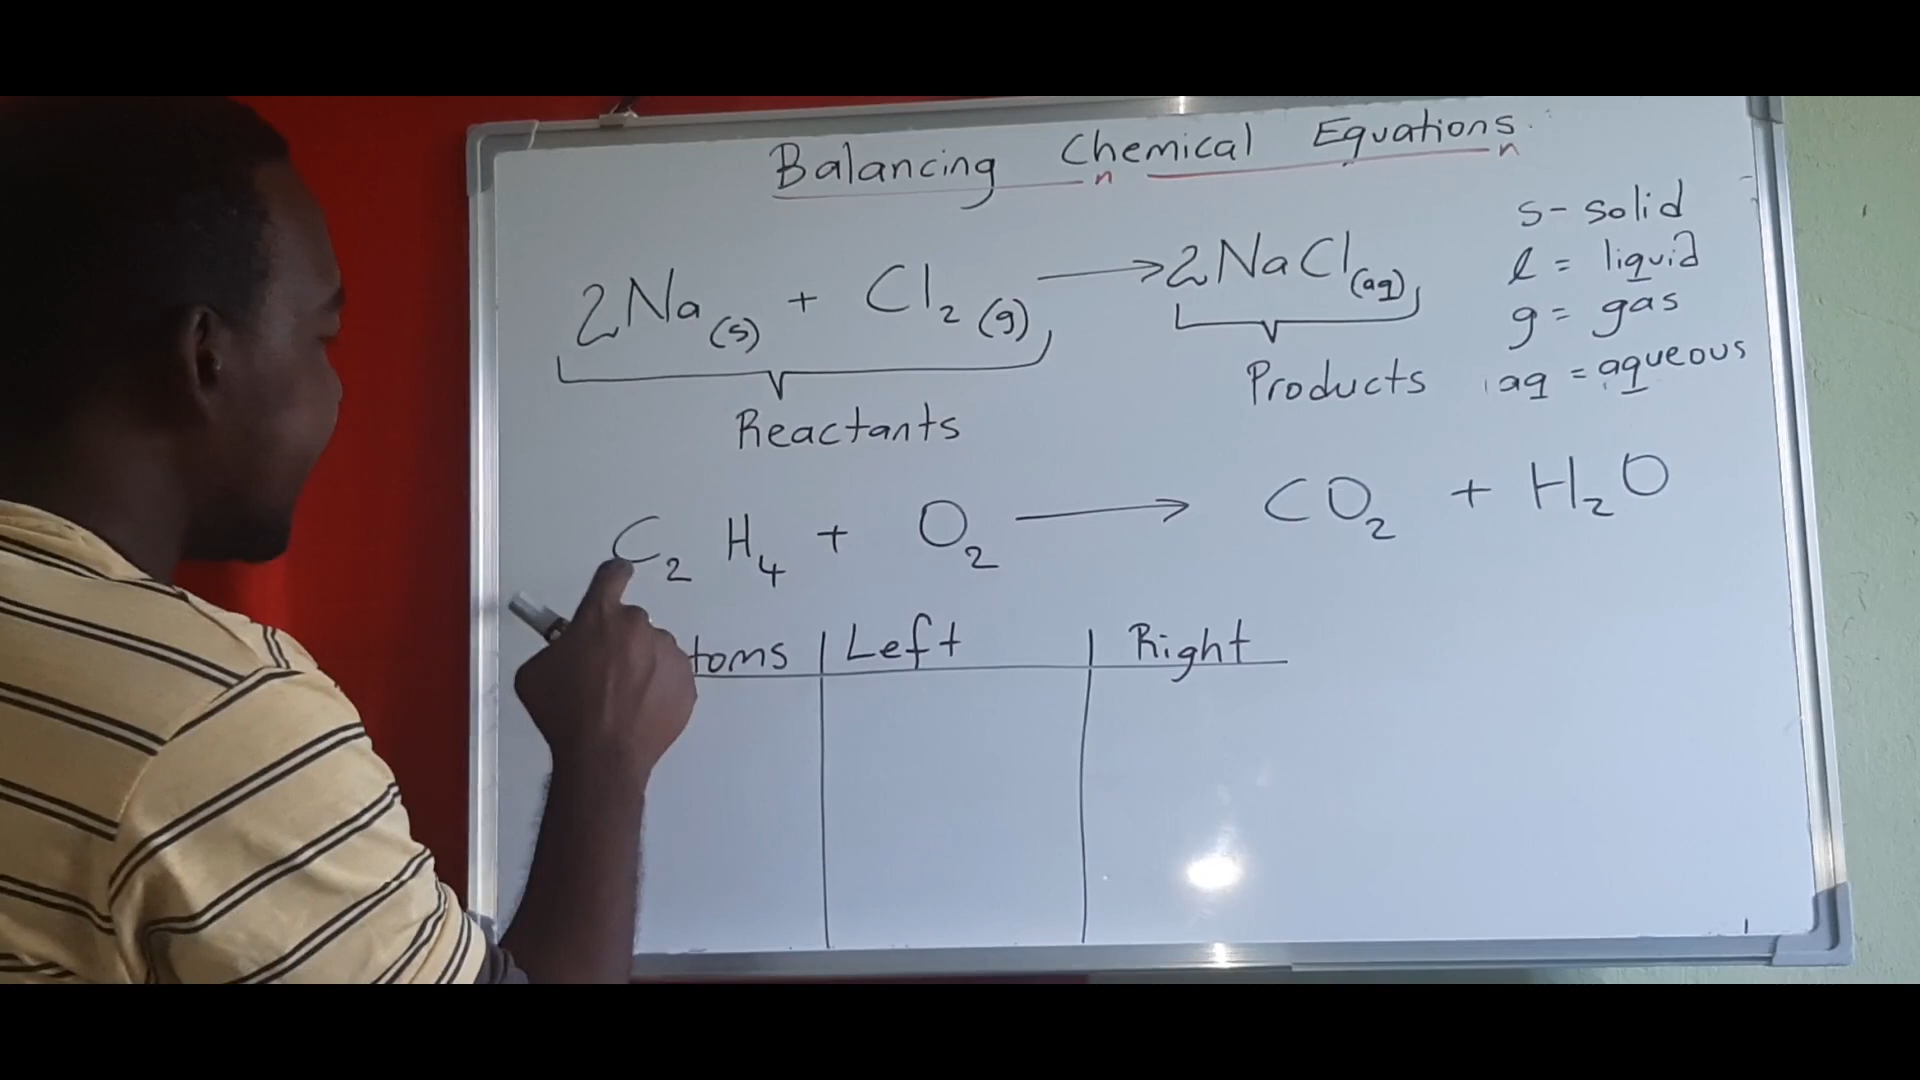 Balancing Chemical Equations
s- solid
2Na(s) + Cl2(g) → 2NaCl(aq)
l = liquid
g = gas
Reactants
Products
aq = aqueous
C2H4 + O2 → CO2 + H2O
Left
Right